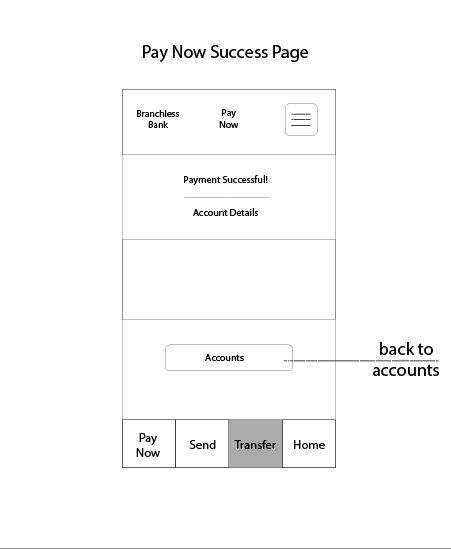 Pay Now Success Page
Branchless
Bank
Pay
Now
Payment Successful!
Account Details
Accounts
back to
accounts
Pay
Now
Send
Transfer
Home